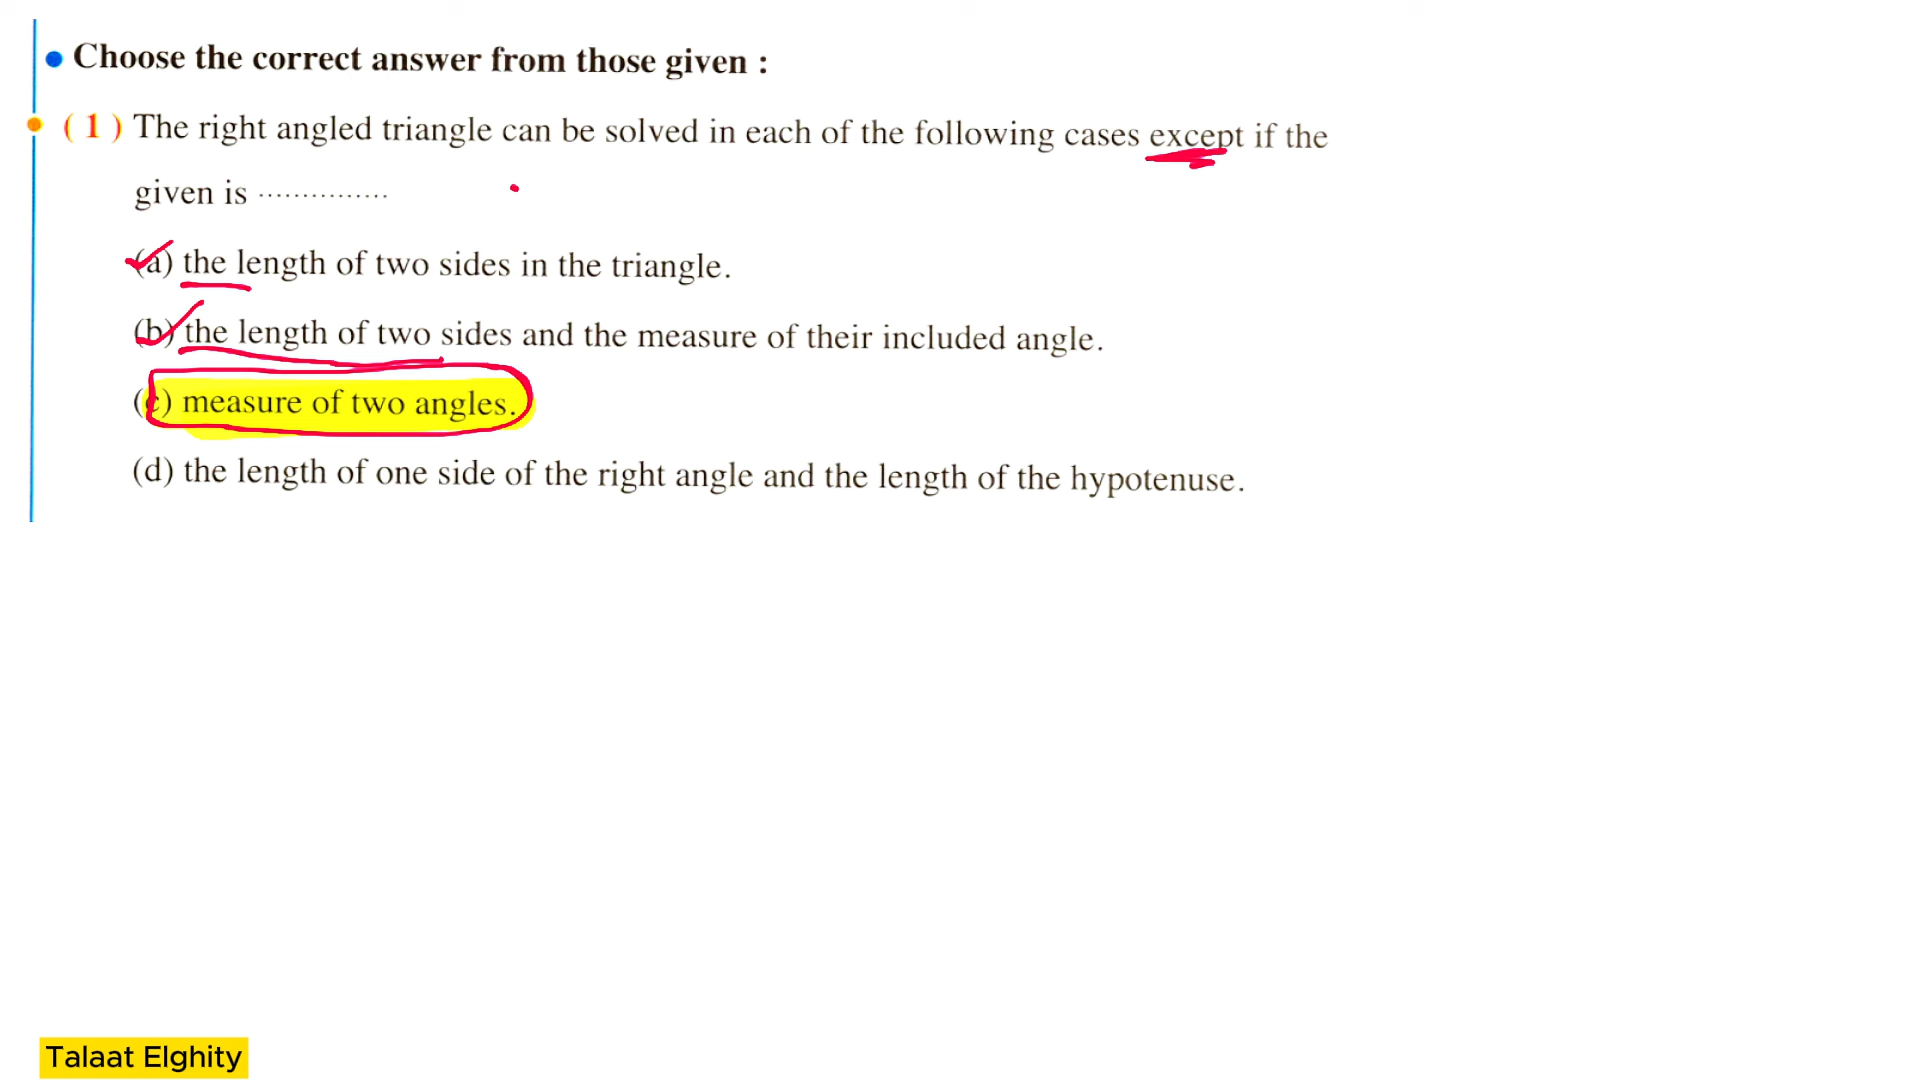 • Choose the correct answer from those given :
( 1 ) The right angled triangle can be solved in each of the following cases except if the
given is ...............
(a) the length of two sides in the triangle.
(b) the length of two sides and the measure of their included angle.
(c) measure of two angles.
(d) the length of one side of the right angle and the length of the hypotenuse.
Talaat Elghity